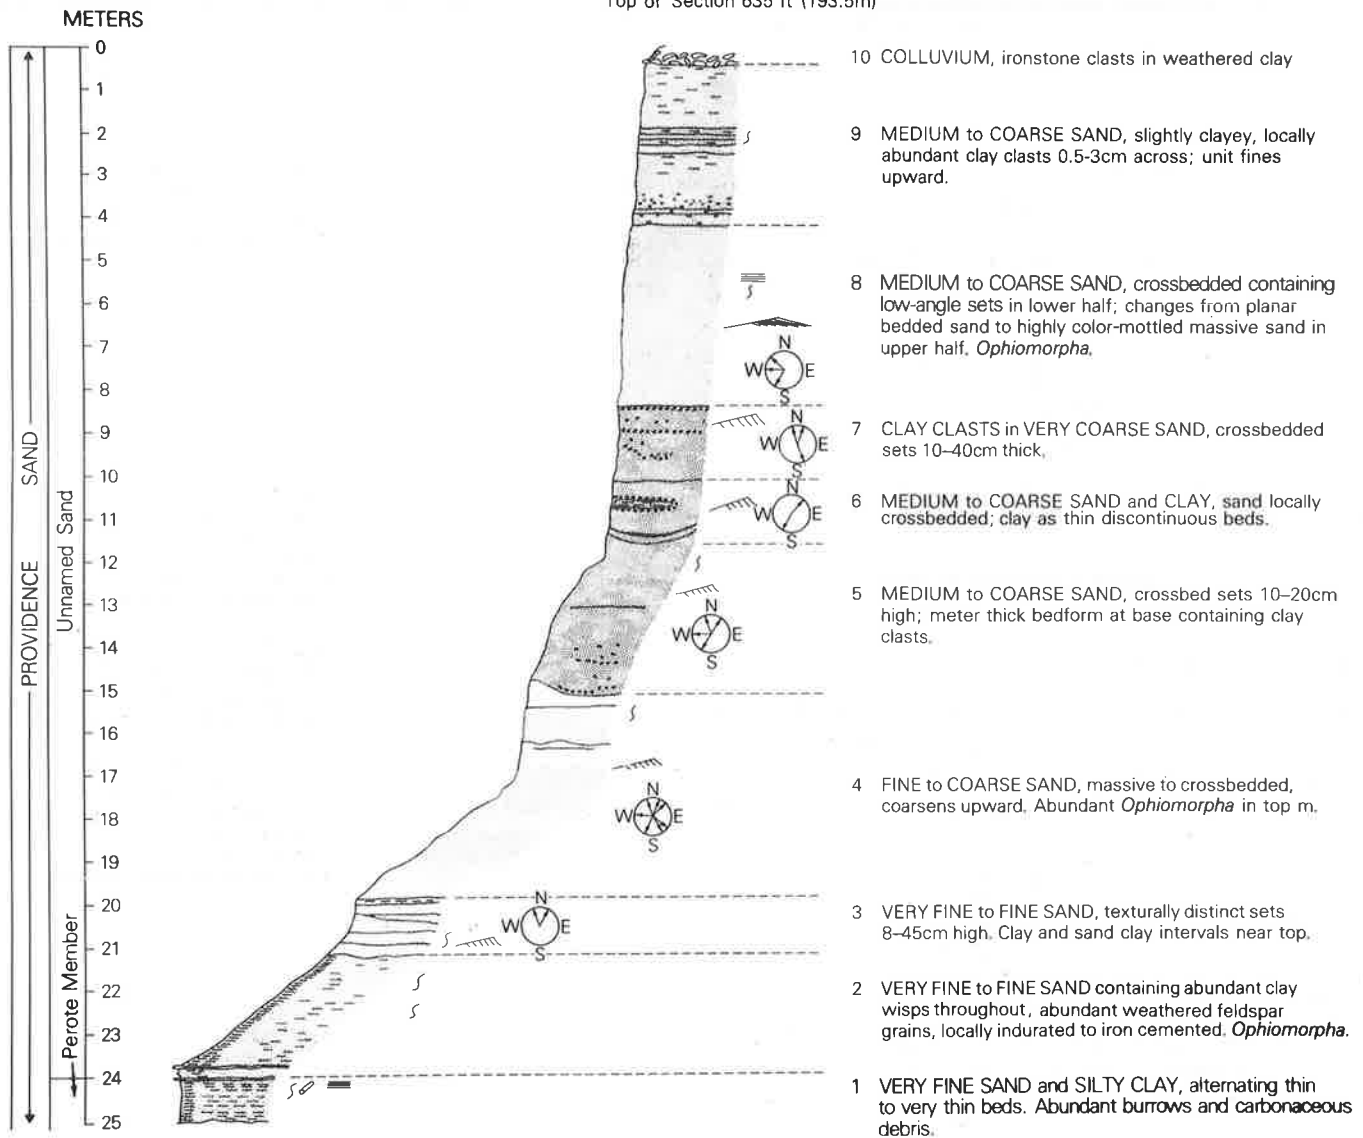 Top of Section 635 ft (193.5m)
METERS
0
1
2
3
4
5
6
7
8
9
10
11
12
13
14
15
16
17
18
19
20
21
22
23
24
25
PROVIDENCE SAND
Unnamed Sand
Perote Member
10 COLLUVIUM, ironstone clasts in weathered clay
9 MEDIUM to COARSE SAND, slightly clayey, locally
abundant clay clasts 0.5-3cm across; unit fines
upward.
8 MEDIUM to COARSE SAND, crossbedded containing
low-angle sets in lower half; changes from planar
bedded sand to highly color-mottled massive sand in
upper half. Ophiomorpha.
N
W E
S
7 CLAY CLASTS in VERY COARSE SAND, crossbedded
sets 10–40cm thick.
N
W E
S
6 MEDIUM to COARSE SAND and CLAY, sand locally
crossbedded; clay as thin discontinuous beds.
N
W E
S
5 MEDIUM to COARSE SAND, crossbed sets 10–20cm
high; meter thick bedform at base containing clay
clasts.
N
W E
S
4 FINE to COARSE SAND, massive to crossbedded,
coarsens upward. Abundant Ophiomorpha in top m.
N
W E
S
3 VERY FINE to FINE SAND, texturally distinct sets
8–45cm high. Clay and sand clay intervals near top.
N
W E
S
2 VERY FINE to FINE SAND containing abundant clay
wisps throughout, abundant weathered feldspar
grains, locally indurated to iron cemented. Ophiomorpha.
1 VERY FINE SAND and SILTY CLAY, alternating thin
to very thin beds. Abundant burrows and carbonaceous
debris.